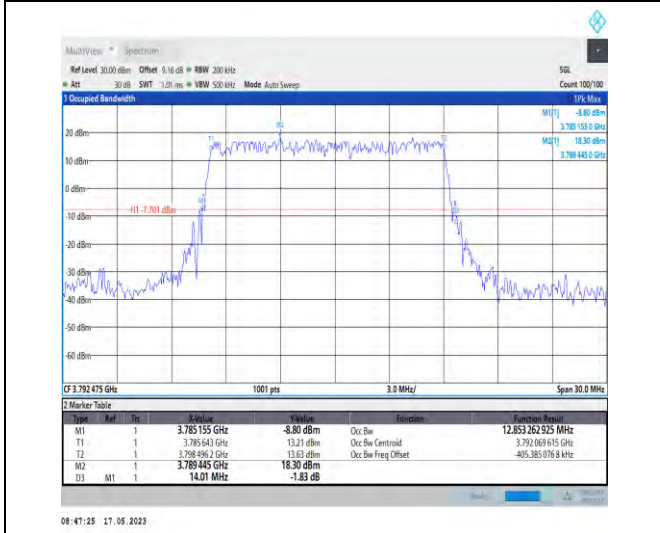 MultiView Spectrum
Ref Level 30.00 dBm Offset 9.16 dB RBW 200 kHz SGL
Att 30 dB SWT 1.01 ms VBW 500 kHz Mode Auto Sweep Count 100/100
1 Occupied Bandwidth 1Pk Max
M1[1] -8.80 dBm
3.785 155 0 GHz
20 dBm M2[1] 18.30 dBm
3.789 445 0 GHz
T1 M2
10 dBm
0 dBm
M1
H1 -7.701 dBm
-10 dBm
-20 dBm
-30 dBm
-40 dBm
-50 dBm
-60 dBm
CF 3.792 475 GHz 1001 pts 3.0 MHz/ Span 30.0 MHz
2 Marker Table
Type Ref Trc X-Value Y-Value Function Function Result
M1 1 3.785 155 GHz -8.80 dBm Occ Bw 12.853 262 925 MHz
T1 1 3.785 643 GHz 13.21 dBm Occ Bw Centroid 3.792 069 615 GHz
T2 1 3.798 496 2 GHz 13.63 dBm Occ Bw Freq Offset -405.385 076 8 kHz
M2 1 3.789 445 GHz 18.30 dBm
D3 M1 1 14.01 MHz -1.83 dB
Ready
08:47:25 17.05.2023